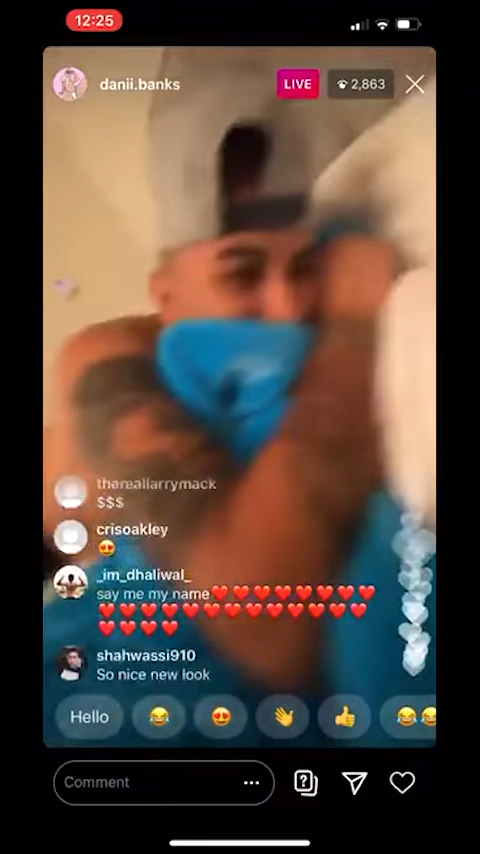 12:25
danii.banks
LIVE
2,863
thereallarrymack
$$$
crisoakley
😍
_im_dhaliwal_
say me my name❤️❤️❤️❤️❤️❤️❤️❤️
❤️❤️❤️❤️❤️❤️❤️❤️❤️❤️❤️❤️❤️
❤️❤️❤️❤️
shahwassi910
So nice new look
Hello 😂 😍 👋 👍 😂😂
Comment